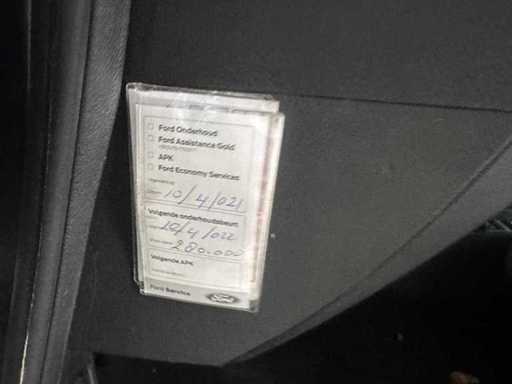 Ford Onderhoud
Ford Assistance Gold
APK
Ford Economy Services
10/4/021
Volgende onderhoudsbeurt
10/4/022
280.000
Volgende APK
Ford Service
Ford